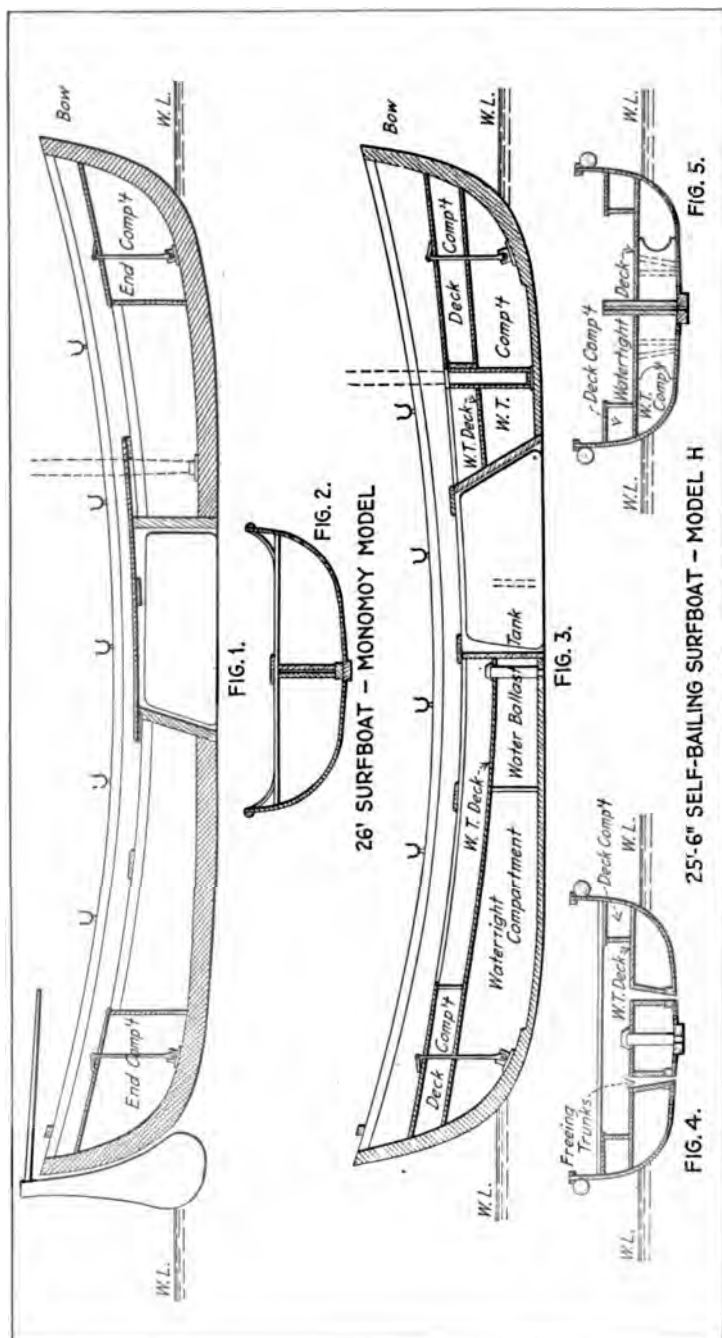 Bow
W. L.
End Comp't
End Comp't
W. L.
FIG. 1.
FIG. 2.
26' SURFBOAT – MONOMOY MODEL
Bow
W. L.
Comp't
Deck
Comp't
W.T. Deck
W. T.
Tank
Water Ballast
W. T. Deck
Watertight
Compartment
Comp't
Deck
W.L.
FIG. 3.
Freeing
Trunks.
W.T. Deck
Deck Comp't
W. L.
W. L.
FIG. 4.
Deck Comp't
Watertight
Deck
W. T.
Comp't
W. L.
W. L.
FIG. 5.
25'-6" SELF-BAILING SURFBOAT – MODEL H